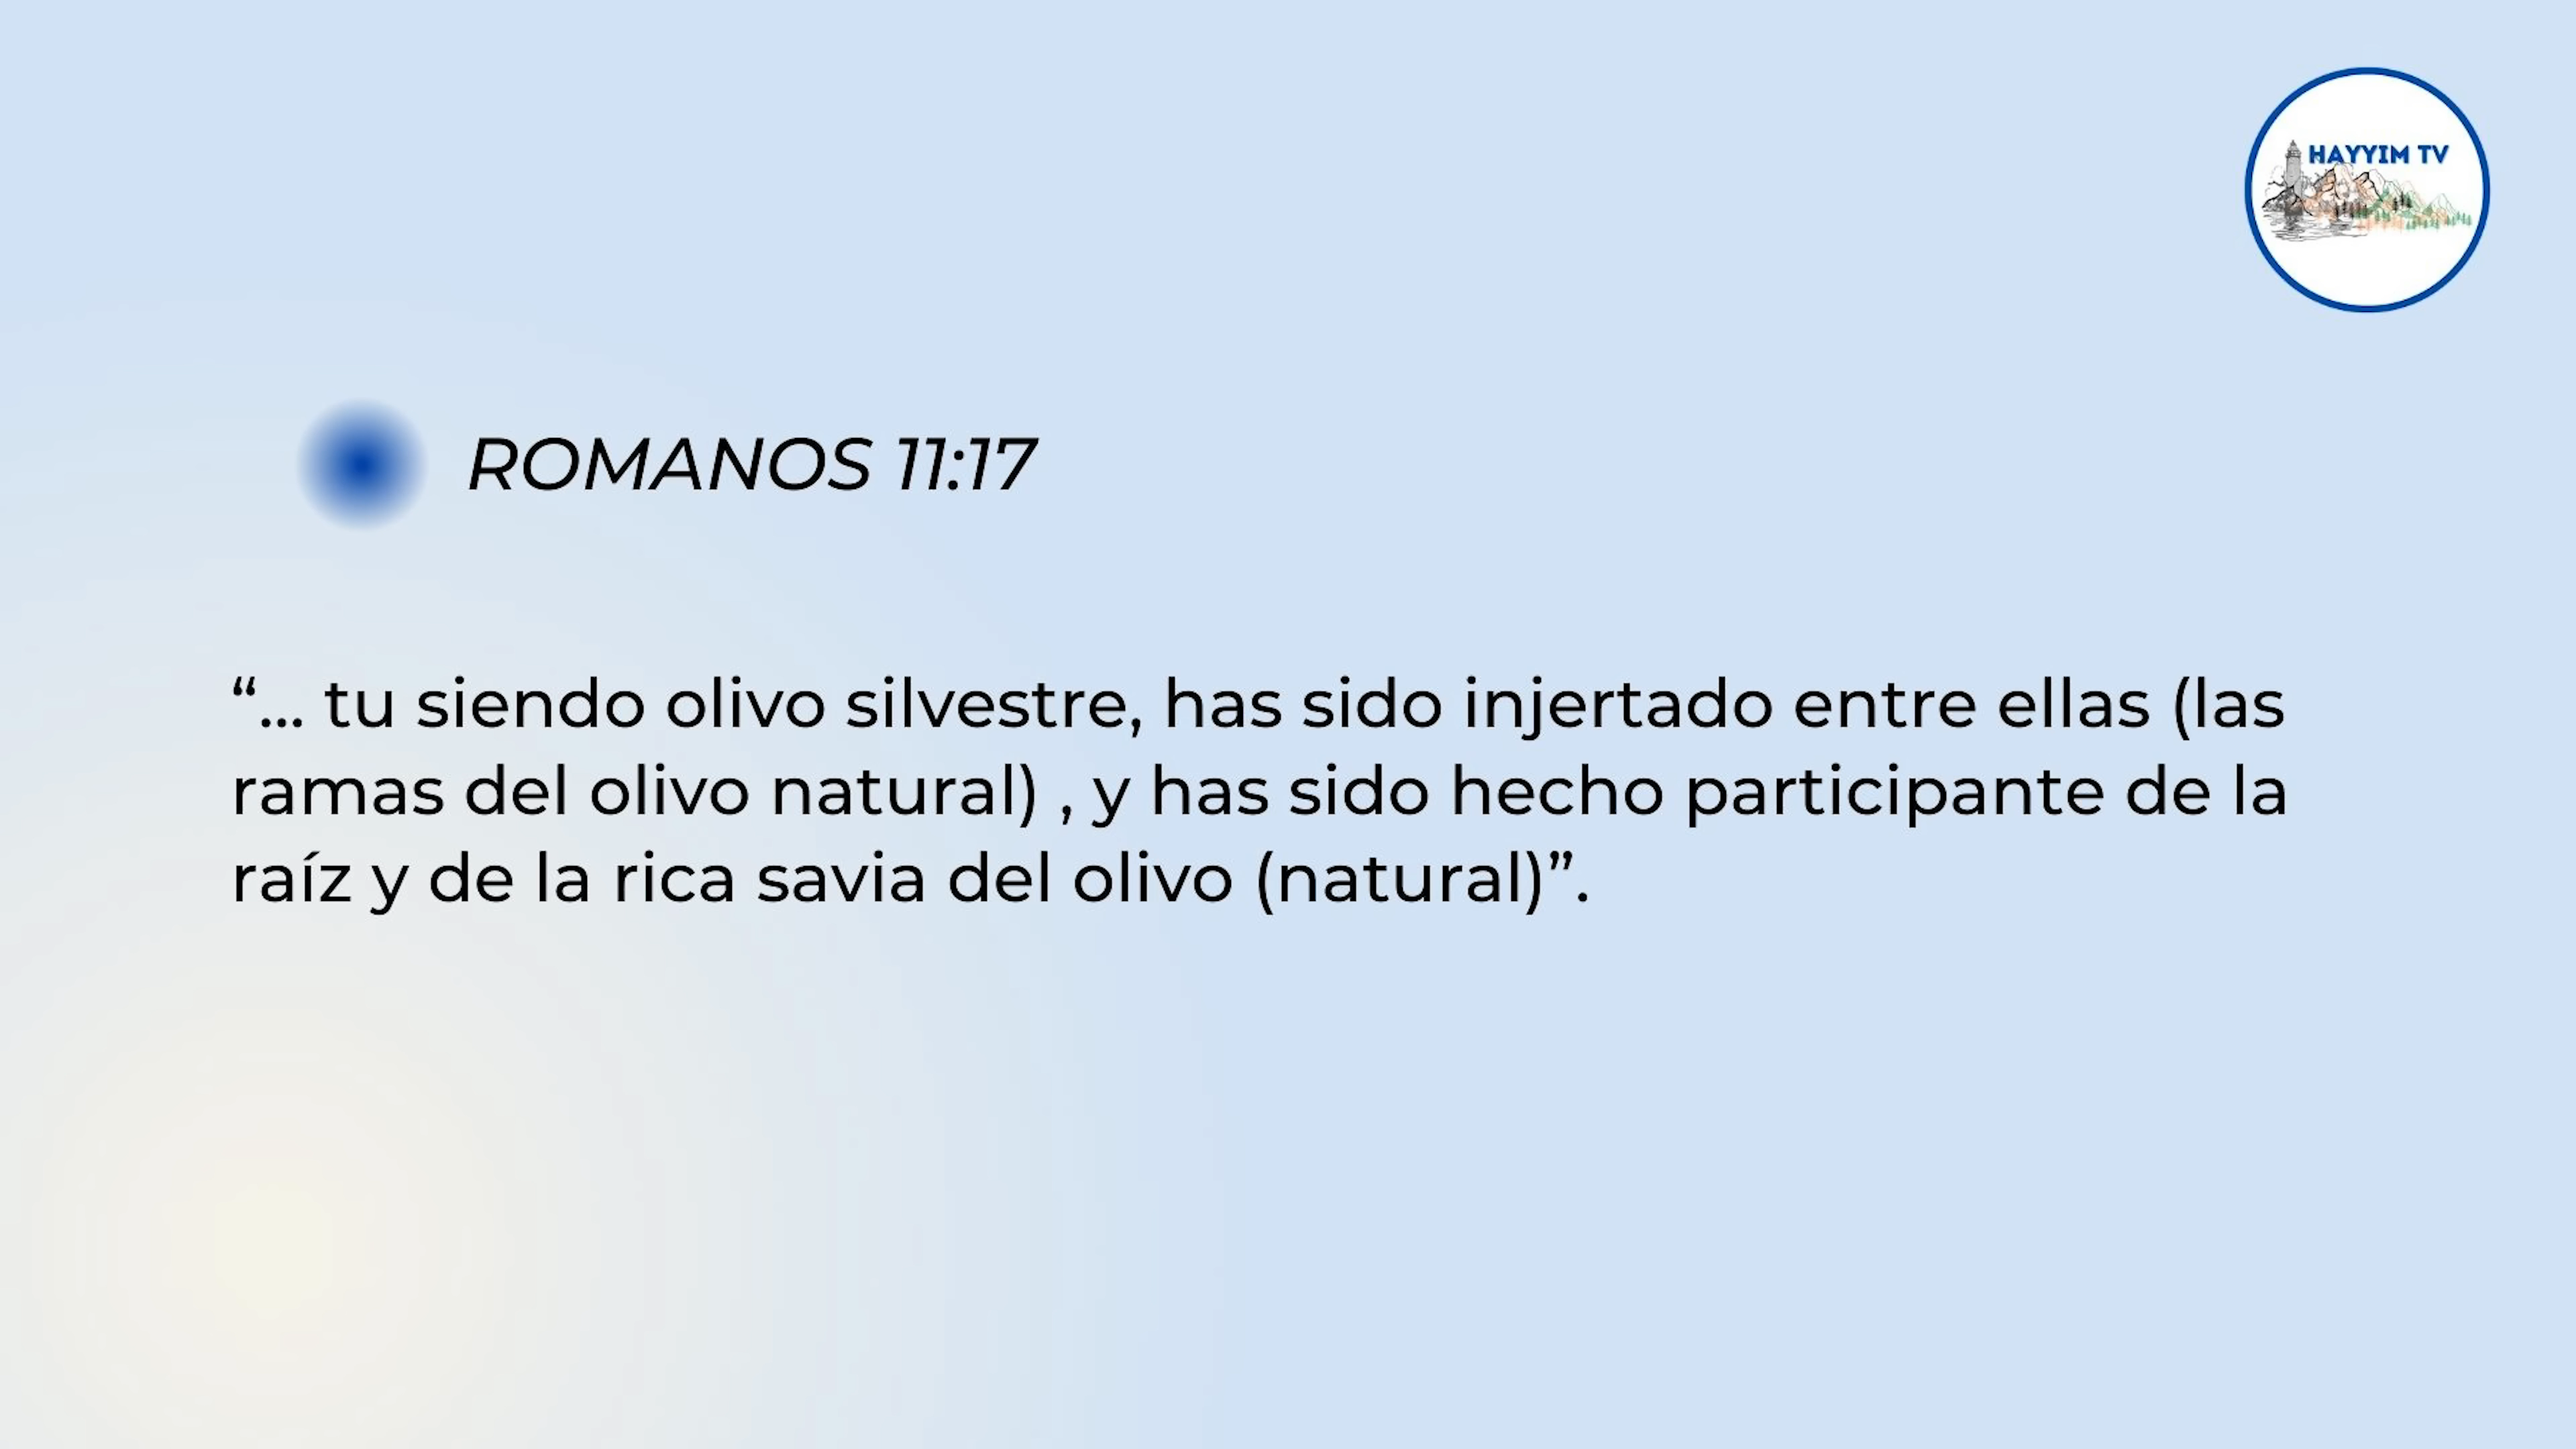 HAYYIM TV
ROMANOS 11:17
“... tu siendo olivo silvestre, has sido injertado entre ellas (las
ramas del olivo natural) , y has sido hecho participante de la
raíz y de la rica savia del olivo (natural)”.